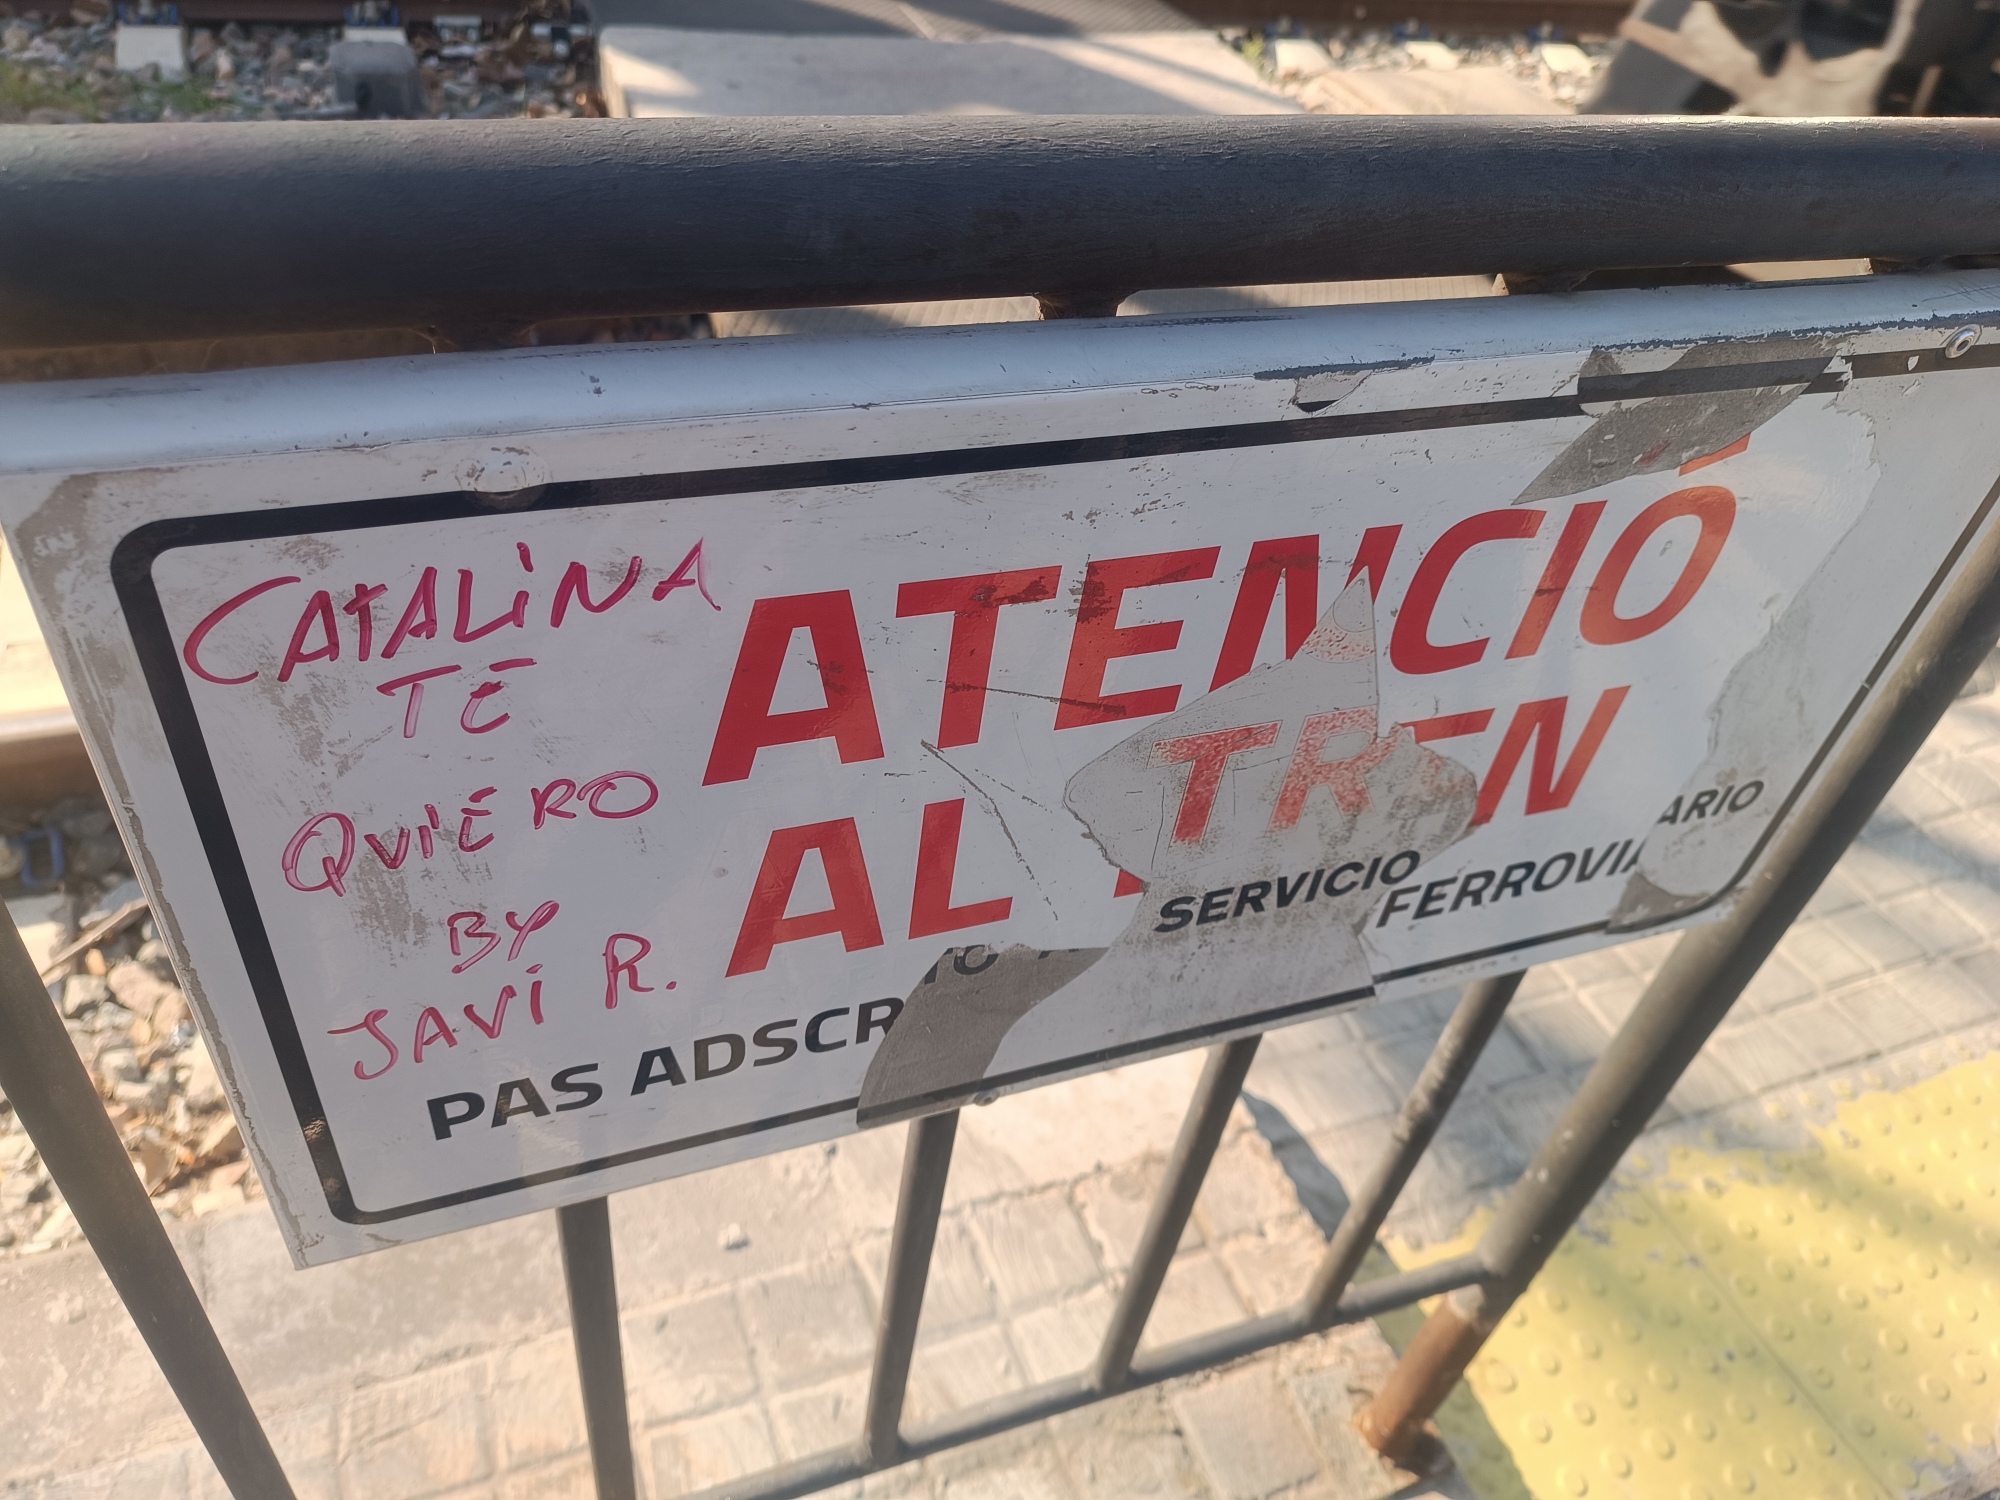 CATALINA
TE
QUIERO
BY
JAVI R.
ATENCIÓ
AL TREN
PAS ADSCR
SERVICIO FERROVIARIO